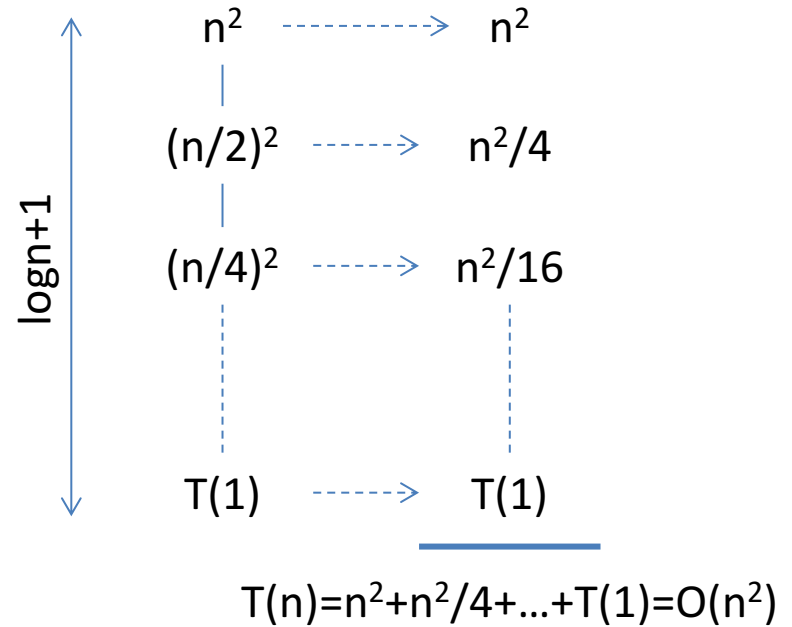 n² n²
(n/2)² n²/4
(n/4)² n²/16
logn+1
T(1) T(1)
T(n)=n²+n²/4+...+T(1)=O(n²)